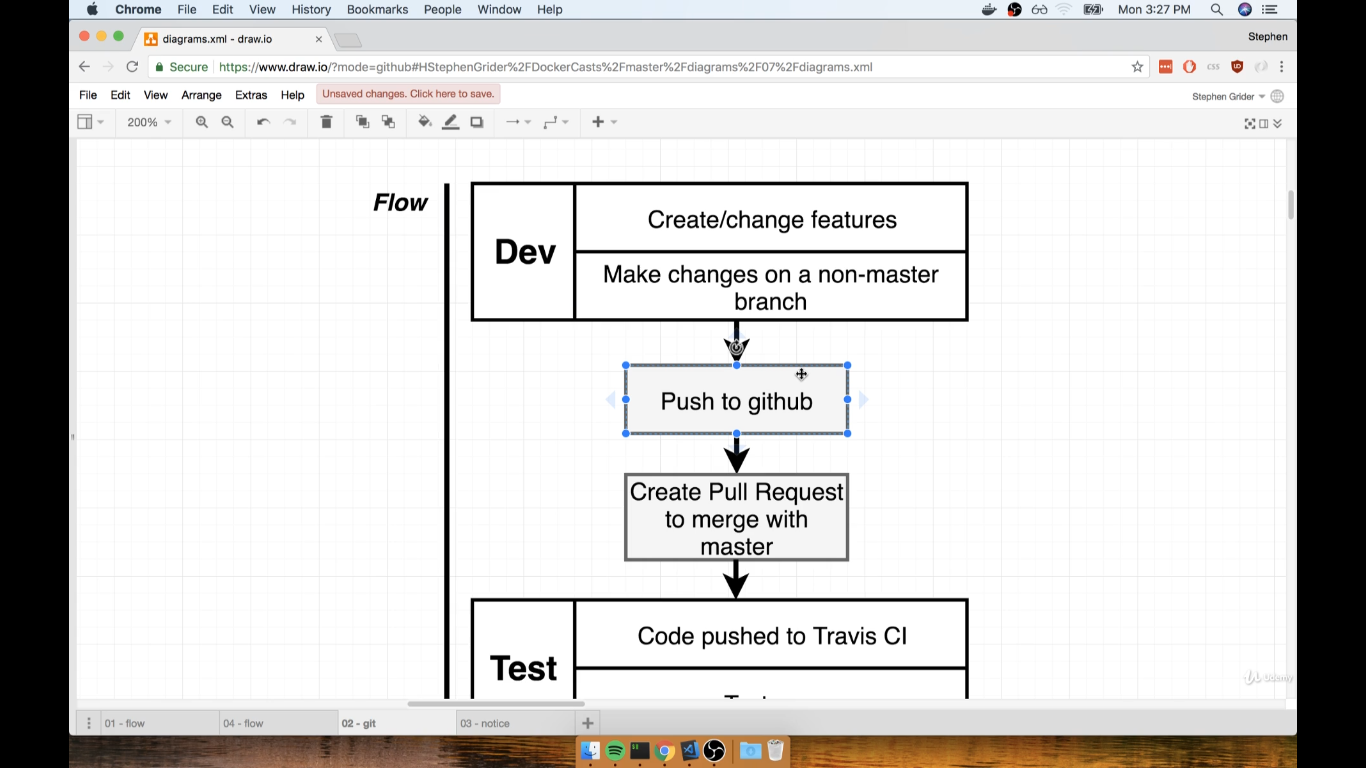 Chrome File Edit View History Bookmarks People Window Help Mon 3:27 PM
diagrams.xml - draw.io Stephen
Secure https://www.draw.io/?mode=github#HStephenGrider%2FDockerCasts%2Fmaster%2Fdiagrams%2F07%2Fdiagrams.xml css
File Edit View Arrange Extras Help Unsaved changes. Click here to save. Stephen Grider
200%
Flow
Create/change features
Dev
Make changes on a non-master
branch
Push to github
Create Pull Request
to merge with
master
Code pushed to Travis CI
Test
Udemy
01 - flow 04 - flow 02 - git 03 - notice